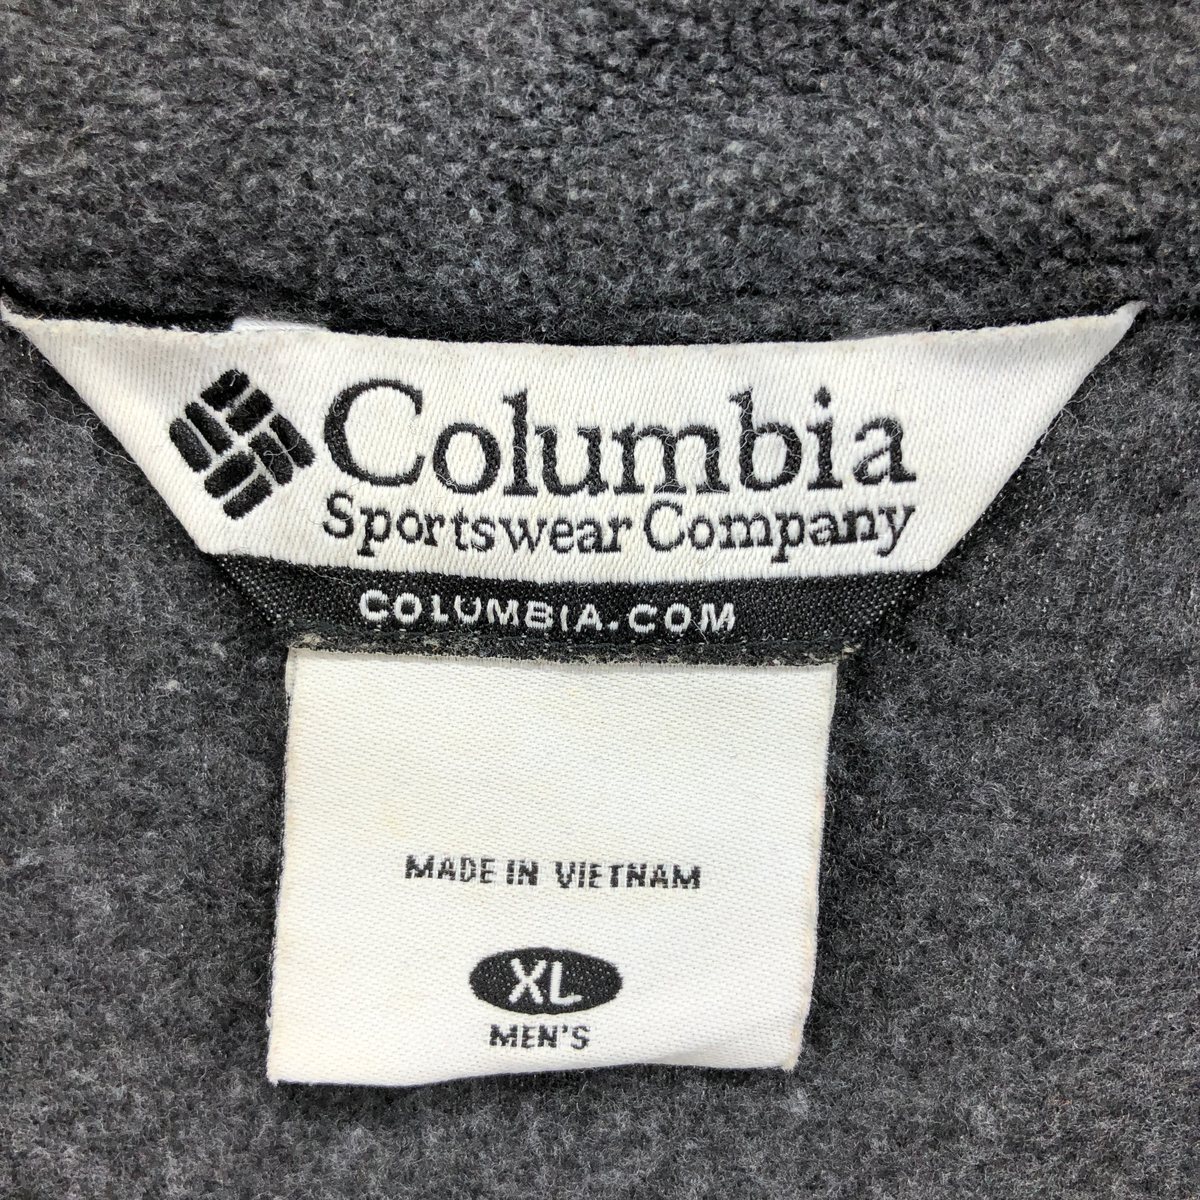 Columbia
Sportswear Company
COLUMBIA.COM
MADE IN VIETNAM
XL
MEN'S